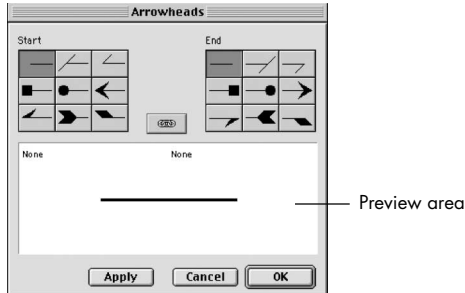 Arrowheads
Start End
None None
Preview area
Apply Cancel OK